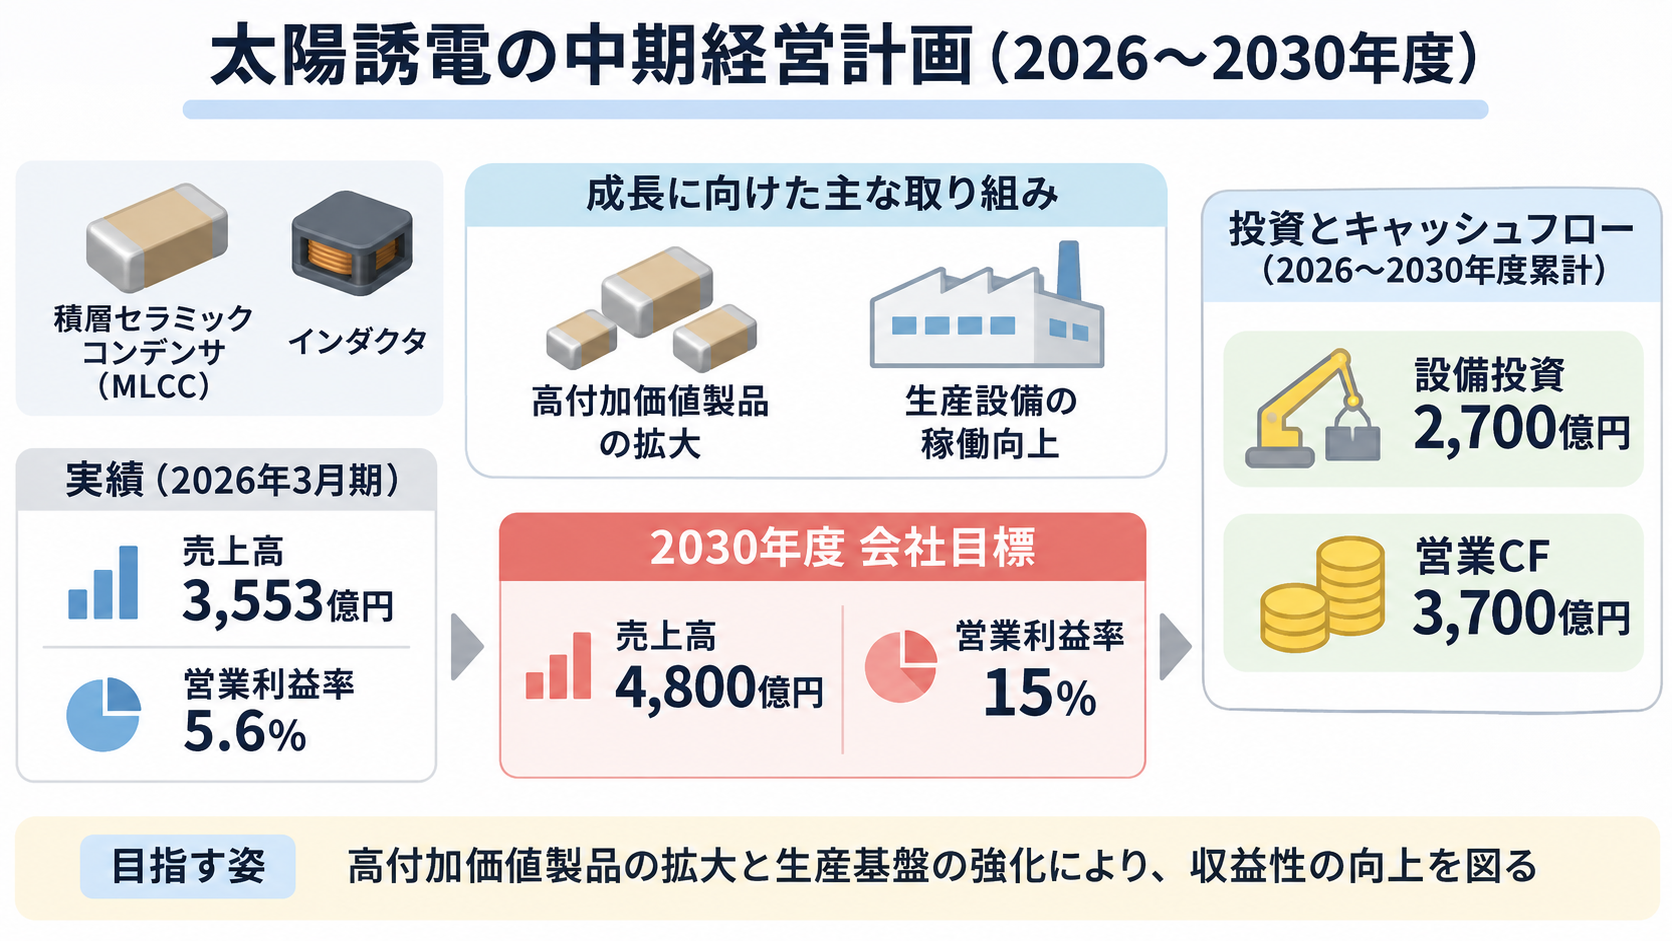 太陽誘電の中期経営計画（2026～2030年度）
積層セラミック
コンデンサ
（MLCC）
インダクタ
実績（2026年3月期）
売上高
3,553億円
営業利益率
5.6%
成長に向けた主な取り組み
高付加価値製品
の拡大
生産設備の
稼働向上
2030年度 会社目標
売上高
4,800億円
営業利益率
15%
投資とキャッシュフロー
（2026～2030年度累計）
設備投資
2,700億円
営業CF
3,700億円
目指す姿
高付加価値製品の拡大と生産基盤の強化により、収益性の向上を図る